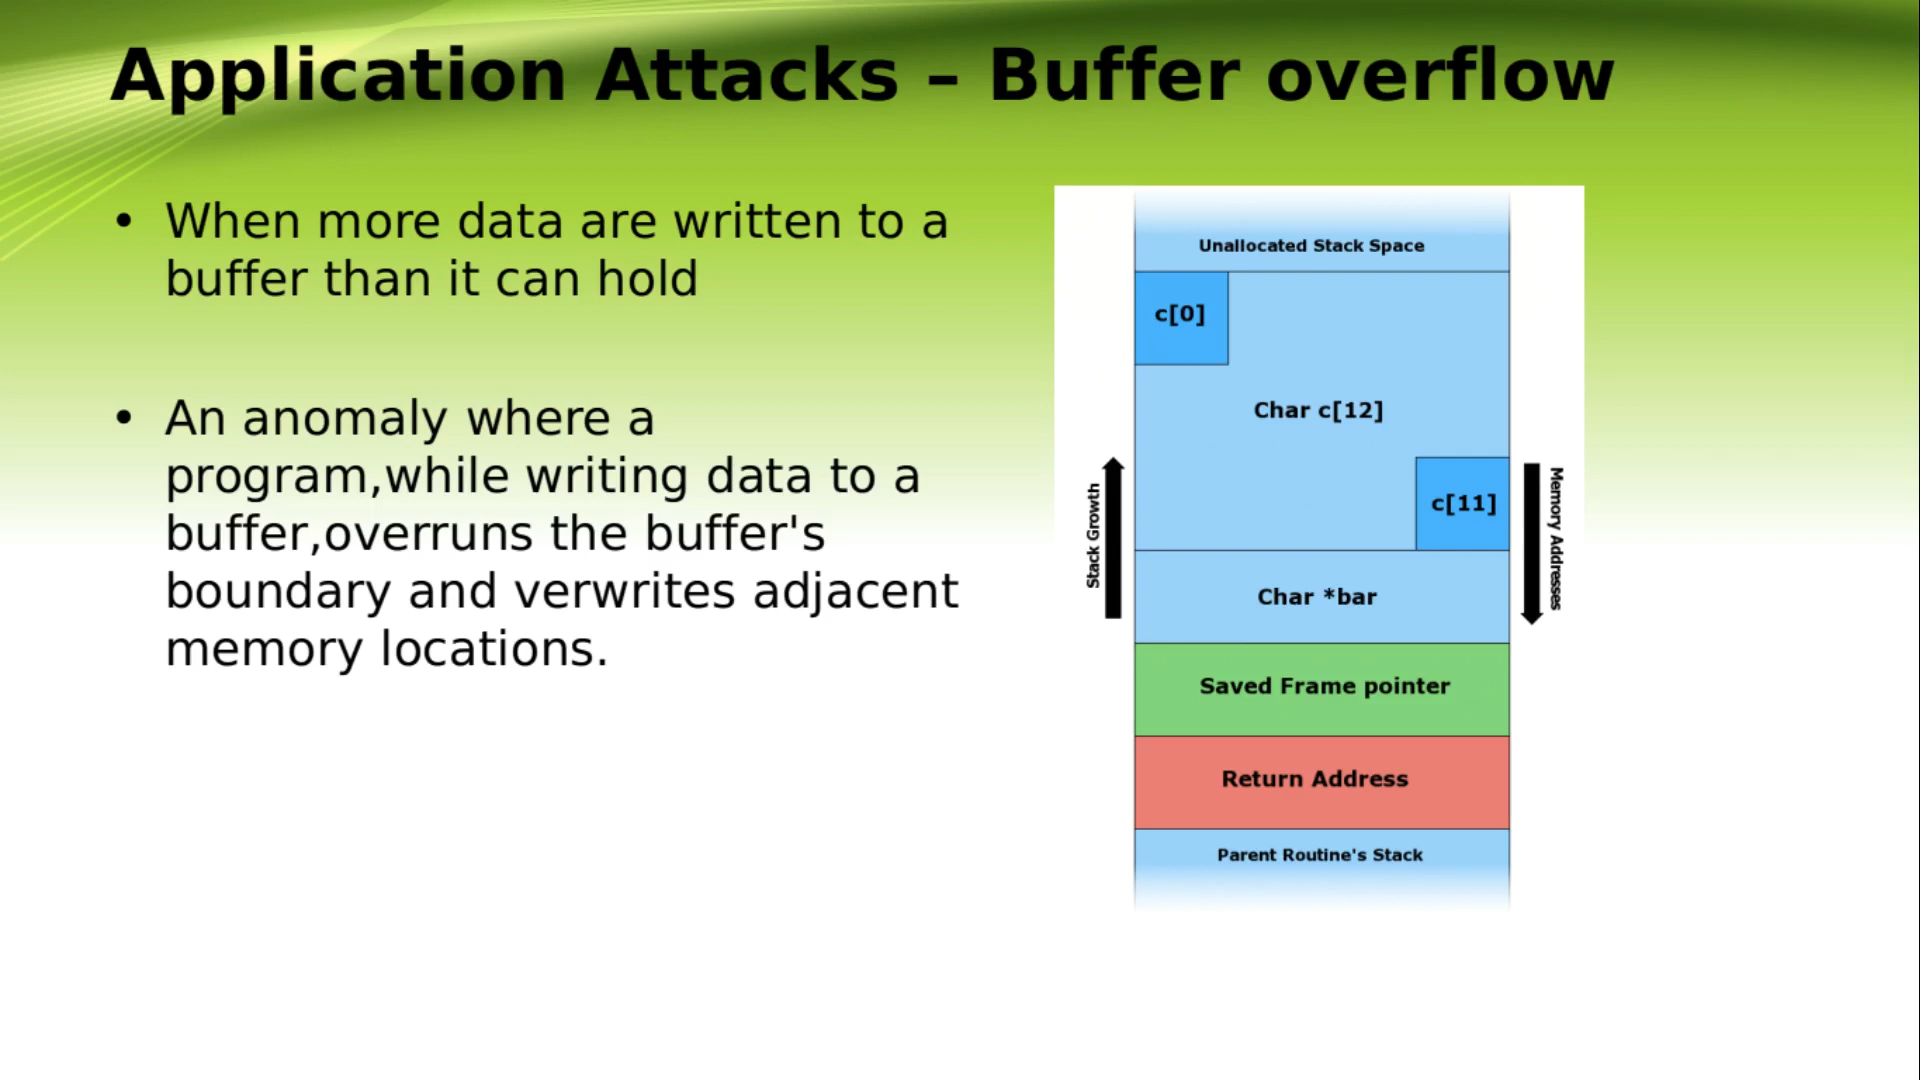 Application Attacks – Buffer overflow
• When more data are written to a
buffer than it can hold
• An anomaly where a
program,while writing data to a
buffer,overruns the buffer's
boundary and verwrites adjacent
memory locations.
Unallocated Stack Space
c[0]
Char c[12]
c[11]
Stack Growth
Memory Addresses
Char *bar
Saved Frame pointer
Return Address
Parent Routine's Stack